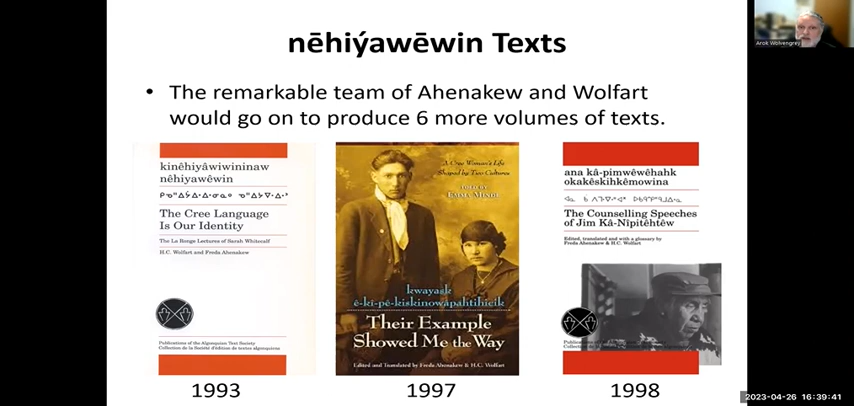 nēhiýawēwin Texts
• The remarkable team of Ahenakew and Wolfart
would go on to produce 6 more volumes of texts.
kinêhiyâwiwininaw
nêhiyawêwin
The Cree Language
Is Our Identity
The La Ronge Lectures of Sarah Whitecalf
H.C. Wolfart and Freda Ahenakew
Publications of the Algonquian Text Society
Collection de la Société d'édition de textes algonquiens
1993
A Cree Woman's Life
Shaped by Two Cultures
kwayask
ê-kî-pê-kiskinowâpahtihicik
Their Example
Showed Me the Way
Edited and Translated by Freda Ahenakew & H.C. Wolfart
1997
ana kâ-pimwêwêhahk
okakêskihkêmowina
The Counselling Speeches
of Jim Kâ-Nîpitêhtêw
Edited, translated and with a glossary by
Freda Ahenakew & H.C. Wolfart
1998
Arok Wolvengrey
2023-04-26 16:39:41